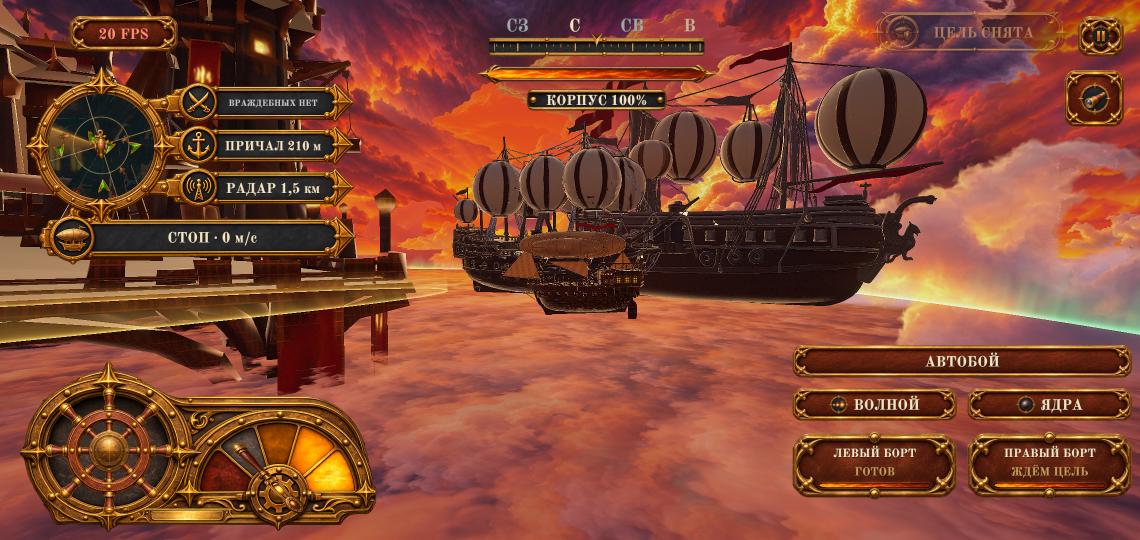 20 FPS
СЗ С СВ В
ЦЕЛЬ СНЯТА
КОРПУС 100%
ВРАЖДЕБНЫХ НЕТ
ПРИЧАЛ 210 м
РАДАР 1,5 км
СТОП · 0 м/с
АВТОБОЙ
ВОЛНОЙ
ЯДРА
ЛЕВЫЙ БОРТ
ГОТОВ
ПРАВЫЙ БОРТ
ЖДЁМ ЦЕЛЬ